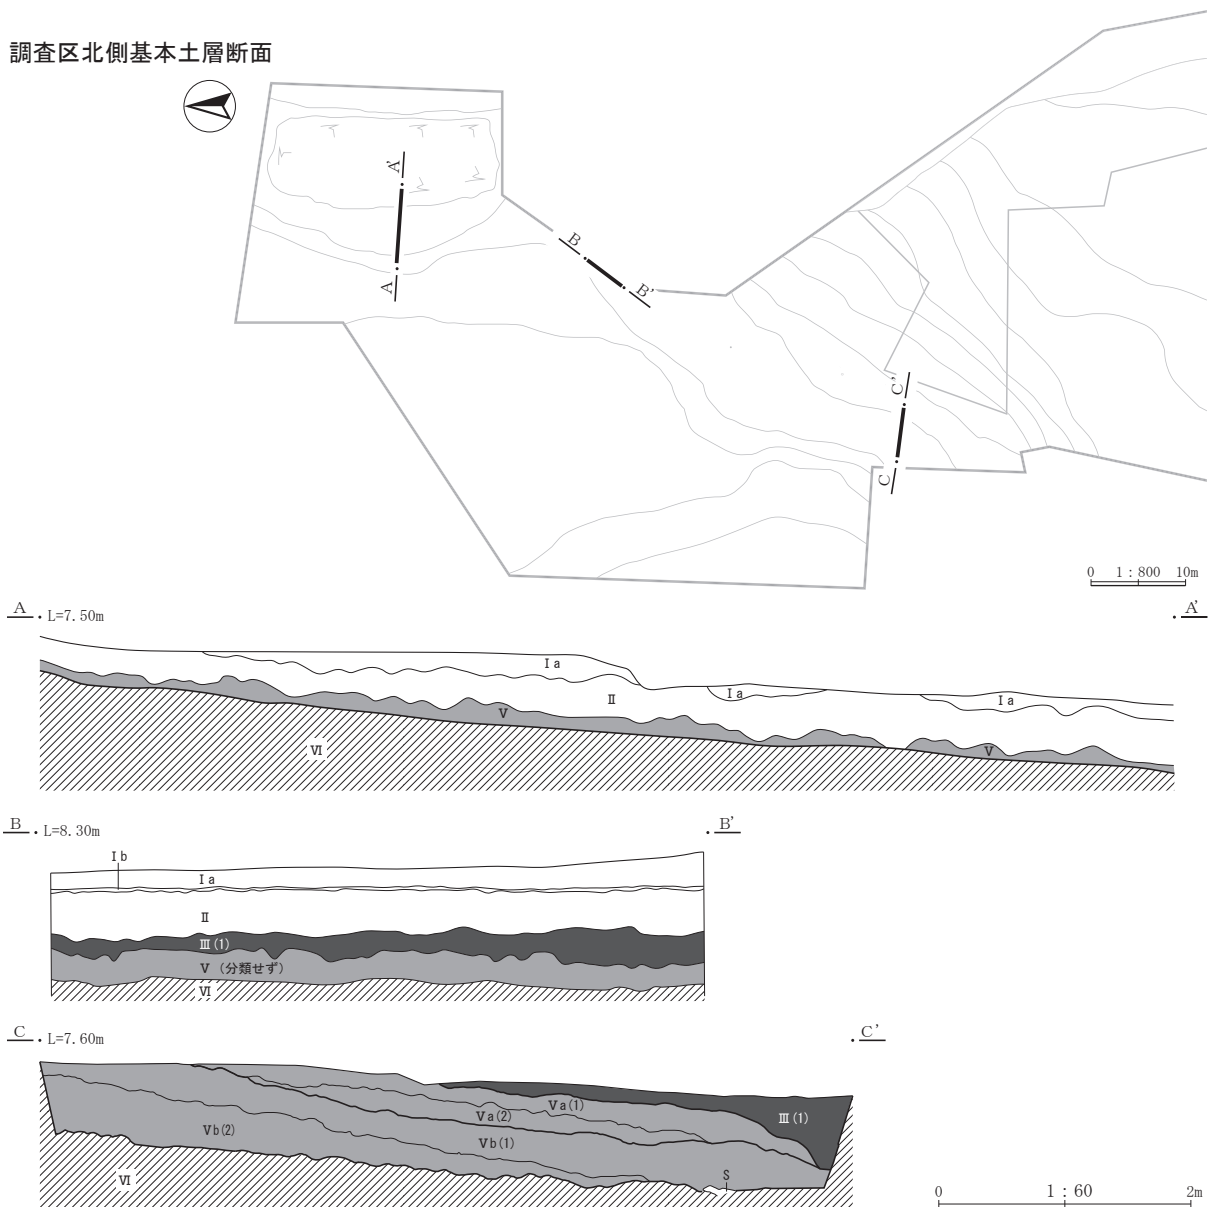 調査区北側基本土層断面
A'
A
B
B'
C'
C
0 1：800 10m
A L=7.50m A'
Ⅰa
Ⅱ
Ⅰa
Ⅰa
Ⅴ
Ⅵ
Ⅴ
B L=8.30m B'
Ⅰb
Ⅰa
Ⅱ
Ⅲ(1)
Ⅴ（分類せず）
Ⅵ
C L=7.60m C'
Ⅴa(1)
Ⅴa(2)
Ⅲ(1)
Ⅴb(2)
Ⅴb(1)
S
Ⅵ
0 1：60 2m